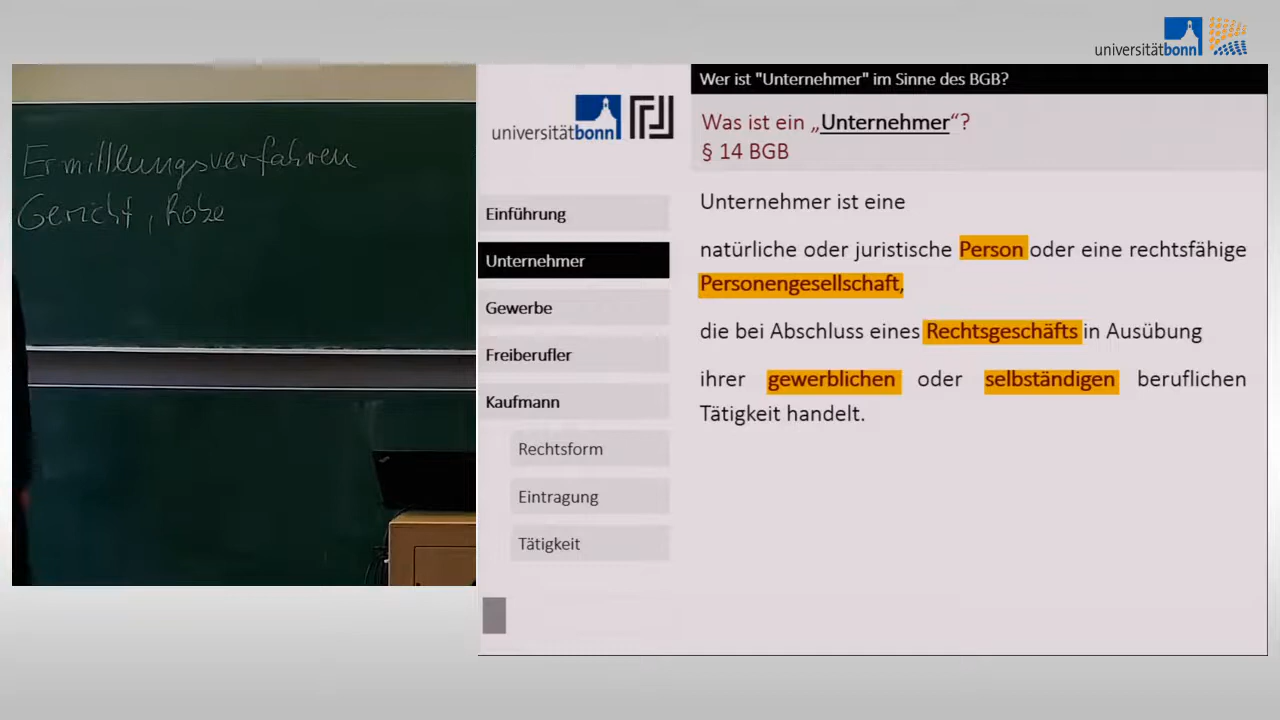 universitätbonn
Ermittlungsverfahren
Gericht, Robe
universitätbonn
Einführung
Unternehmer
Gewerbe
Freiberufler
Kaufmann
Rechtsform
Eintragung
Tätigkeit
Wer ist "Unternehmer" im Sinne des BGB?
Was ist ein „Unternehmer“?
§ 14 BGB
Unternehmer ist eine
natürliche oder juristische Person oder eine rechtsfähige
Personengesellschaft,
die bei Abschluss eines Rechtsgeschäfts in Ausübung
ihrer gewerblichen oder selbständigen beruflichen
Tätigkeit handelt.